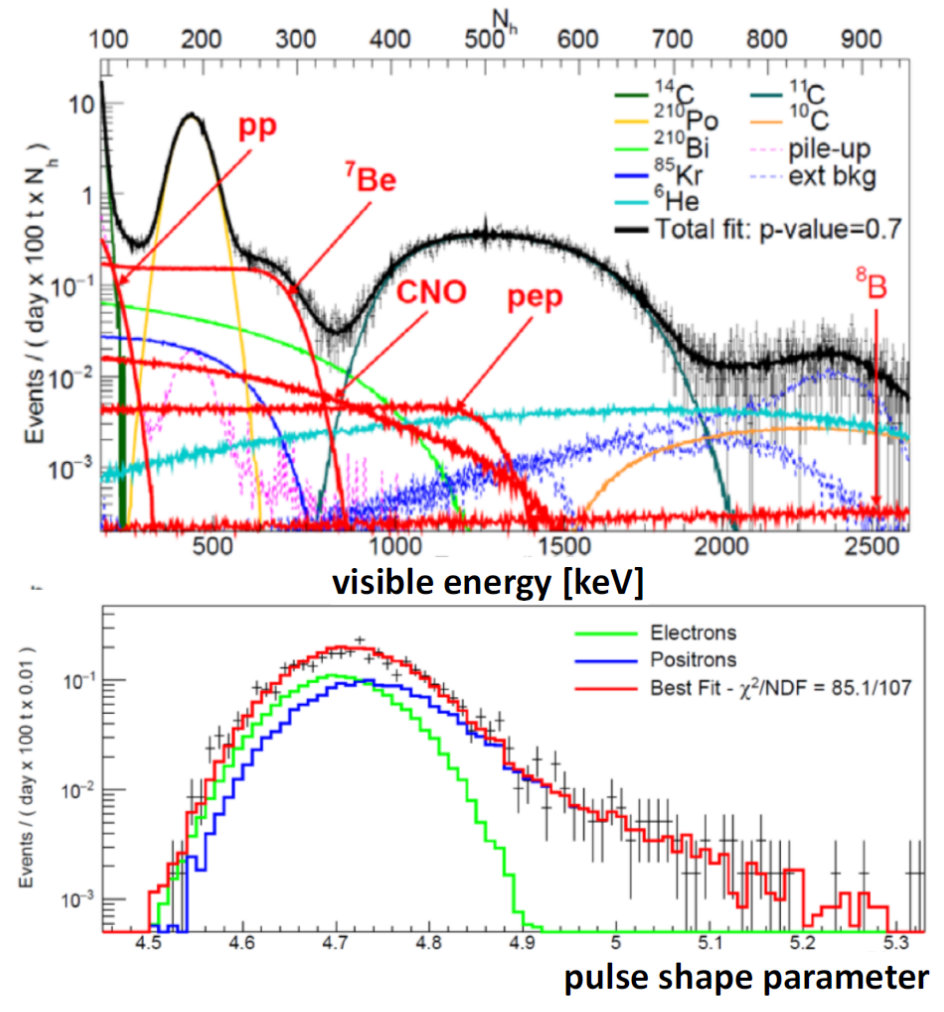 N_h
100 200 300 400 500 600 700 800 900
Events / ( day x 100 t x N_h )
10
1
10⁻¹
10⁻²
10⁻³
¹⁴C
²¹⁰Po
²¹⁰Bi
⁸⁵Kr
⁶He
¹¹C
¹⁰C
pile-up
ext bkg
Total fit: p-value=0.7
pp
⁷Be
CNO
pep
⁸B
500 1000 1500 2000 2500
visible energy [keV]
Events / ( day x 100 t x 0.01 )
10⁻¹
10⁻²
10⁻³
Electrons
Positrons
Best Fit - χ²/NDF = 85.1/107
4.5 4.6 4.7 4.8 4.9 5 5.1 5.2 5.3
pulse shape parameter